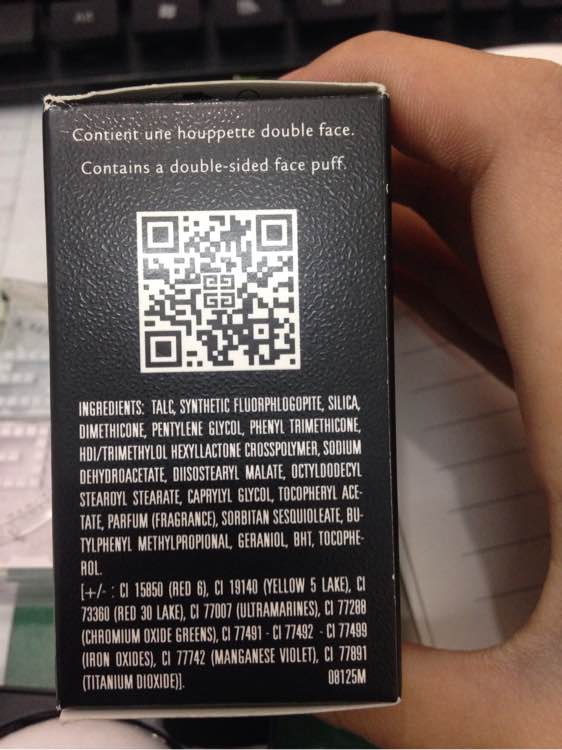 Contient une houppette double face.
Contains a double-sided face puff.
INGREDIENTS: TALC, SYNTHETIC FLUORPHLOGOPITE, SILICA,
DIMETHICONE, PENTYLENE GLYCOL, PHENYL TRIMETHICONE,
HDI/TRIMETHYLOL HEXYLLACTONE CROSSPOLYMER, SODIUM
DEHYDROACETATE, DIISOSTEARYL MALATE, OCTYLDODECYL
STEAROYL STEARATE, CAPRYLYL GLYCOL, TOCOPHERYL ACE-
TATE, PARFUM (FRAGRANCE), SORBITAN SESQUIOLEATE, BU-
TYLPHENYL METHYLPROPIONAL, GERANIOL, BHT, TOCOPHE-
ROL.
[+/- : CI 15850 (RED 6), CI 19140 (YELLOW 5 LAKE), CI
73360 (RED 30 LAKE), CI 77007 (ULTRAMARINES), CI 77288
(CHROMIUM OXIDE GREENS), CI 77491 - CI 77492 - CI 77499
(IRON OXIDES), CI 77742 (MANGANESE VIOLET), CI 77891
(TITANIUM DIOXIDE)]. 08125M